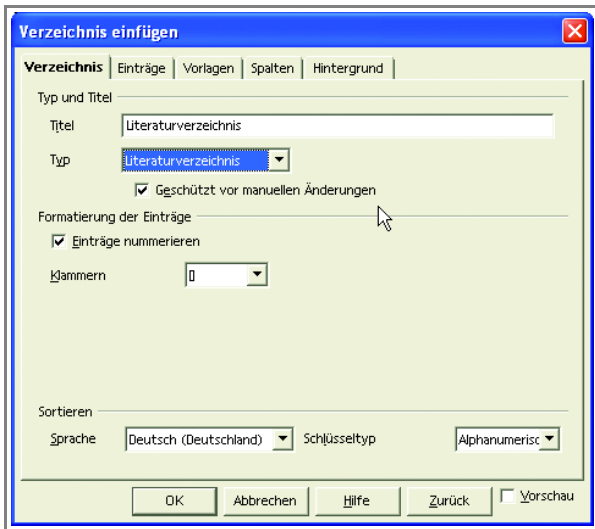 Verzeichnis einfügen
Verzeichnis Einträge Vorlagen Spalten Hintergrund
Typ und Titel
Titel Literaturverzeichnis
Typ Literaturverzeichnis
Geschützt vor manuellen Änderungen
Formatierung der Einträge
Einträge nummerieren
Klammern []
Sortieren
Sprache Deutsch (Deutschland) Schlüsseltyp Alphanumerisc
OK Abbrechen Hilfe Zurück Vorschau